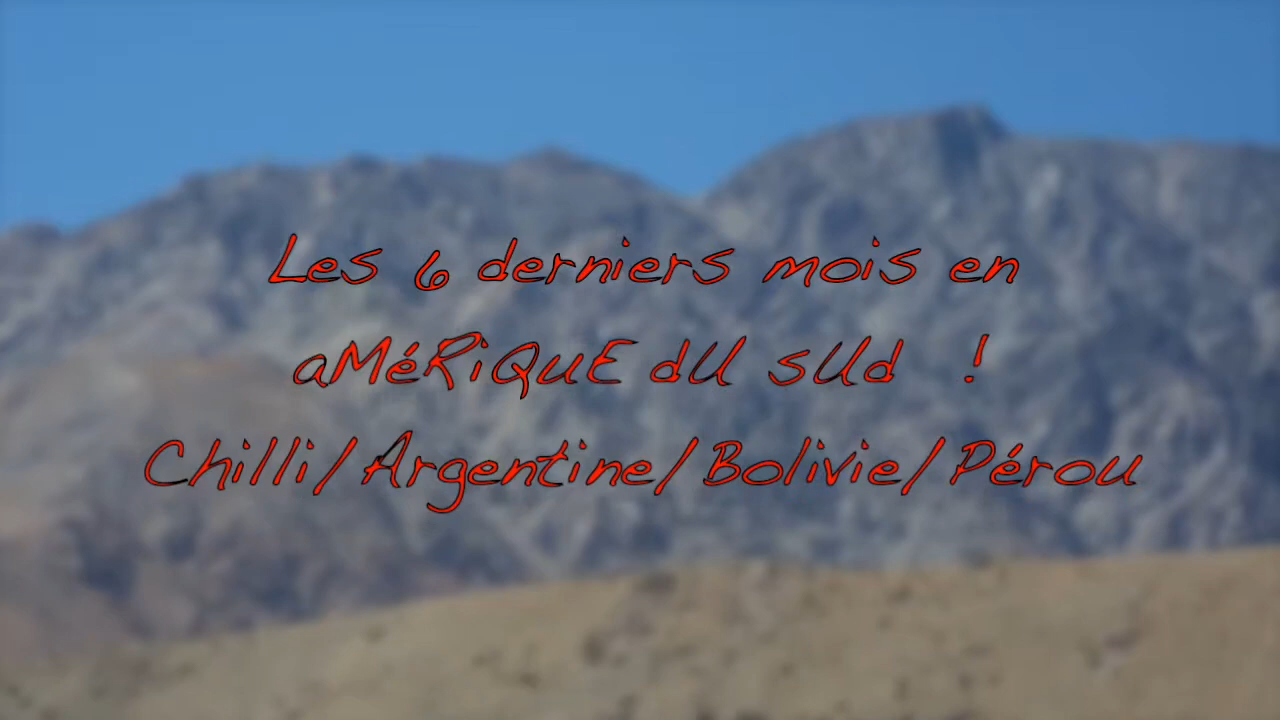 Les 6 derniers mois en
aMéRiQuE dU sUd !
Chilli/Argentine/Bolivie/Pérou